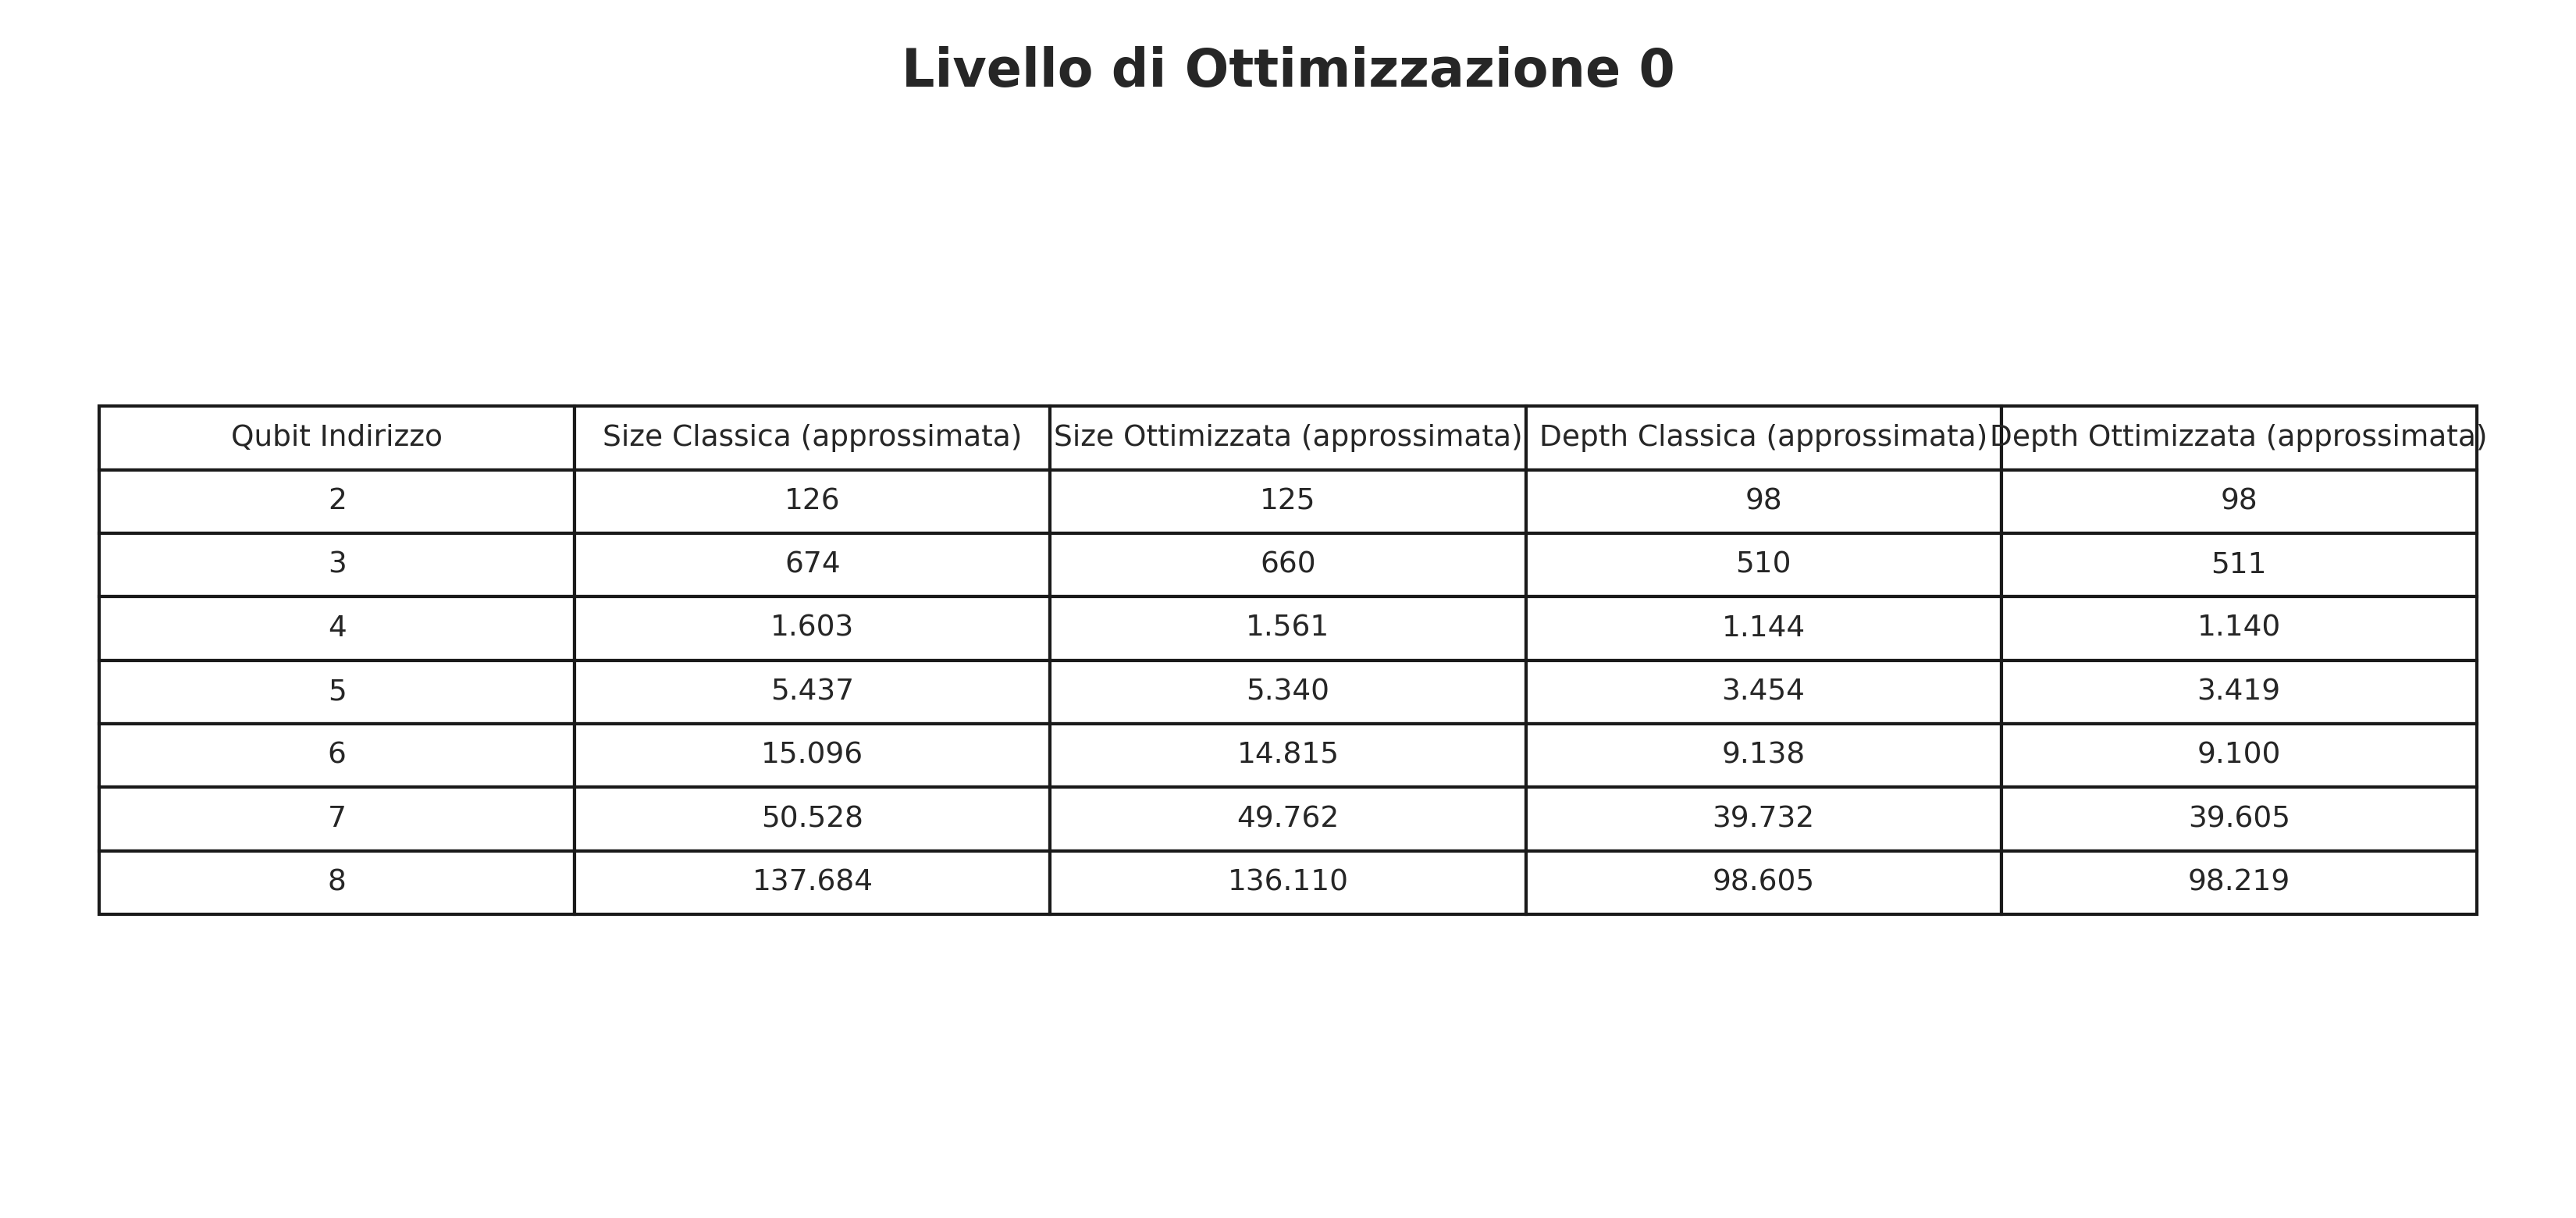 Livello di Ottimizzazione 0
Qubit Indirizzo Size Classica (approssimata) Size Ottimizzata (approssimata) Depth Classica (approssimata) Depth Ottimizzata (approssimata)
2 126 125 98 98
3 674 660 510 511
4 1.603 1.561 1.144 1.140
5 5.437 5.340 3.454 3.419
6 15.096 14.815 9.138 9.100
7 50.528 49.762 39.732 39.605
8 137.684 136.110 98.605 98.219